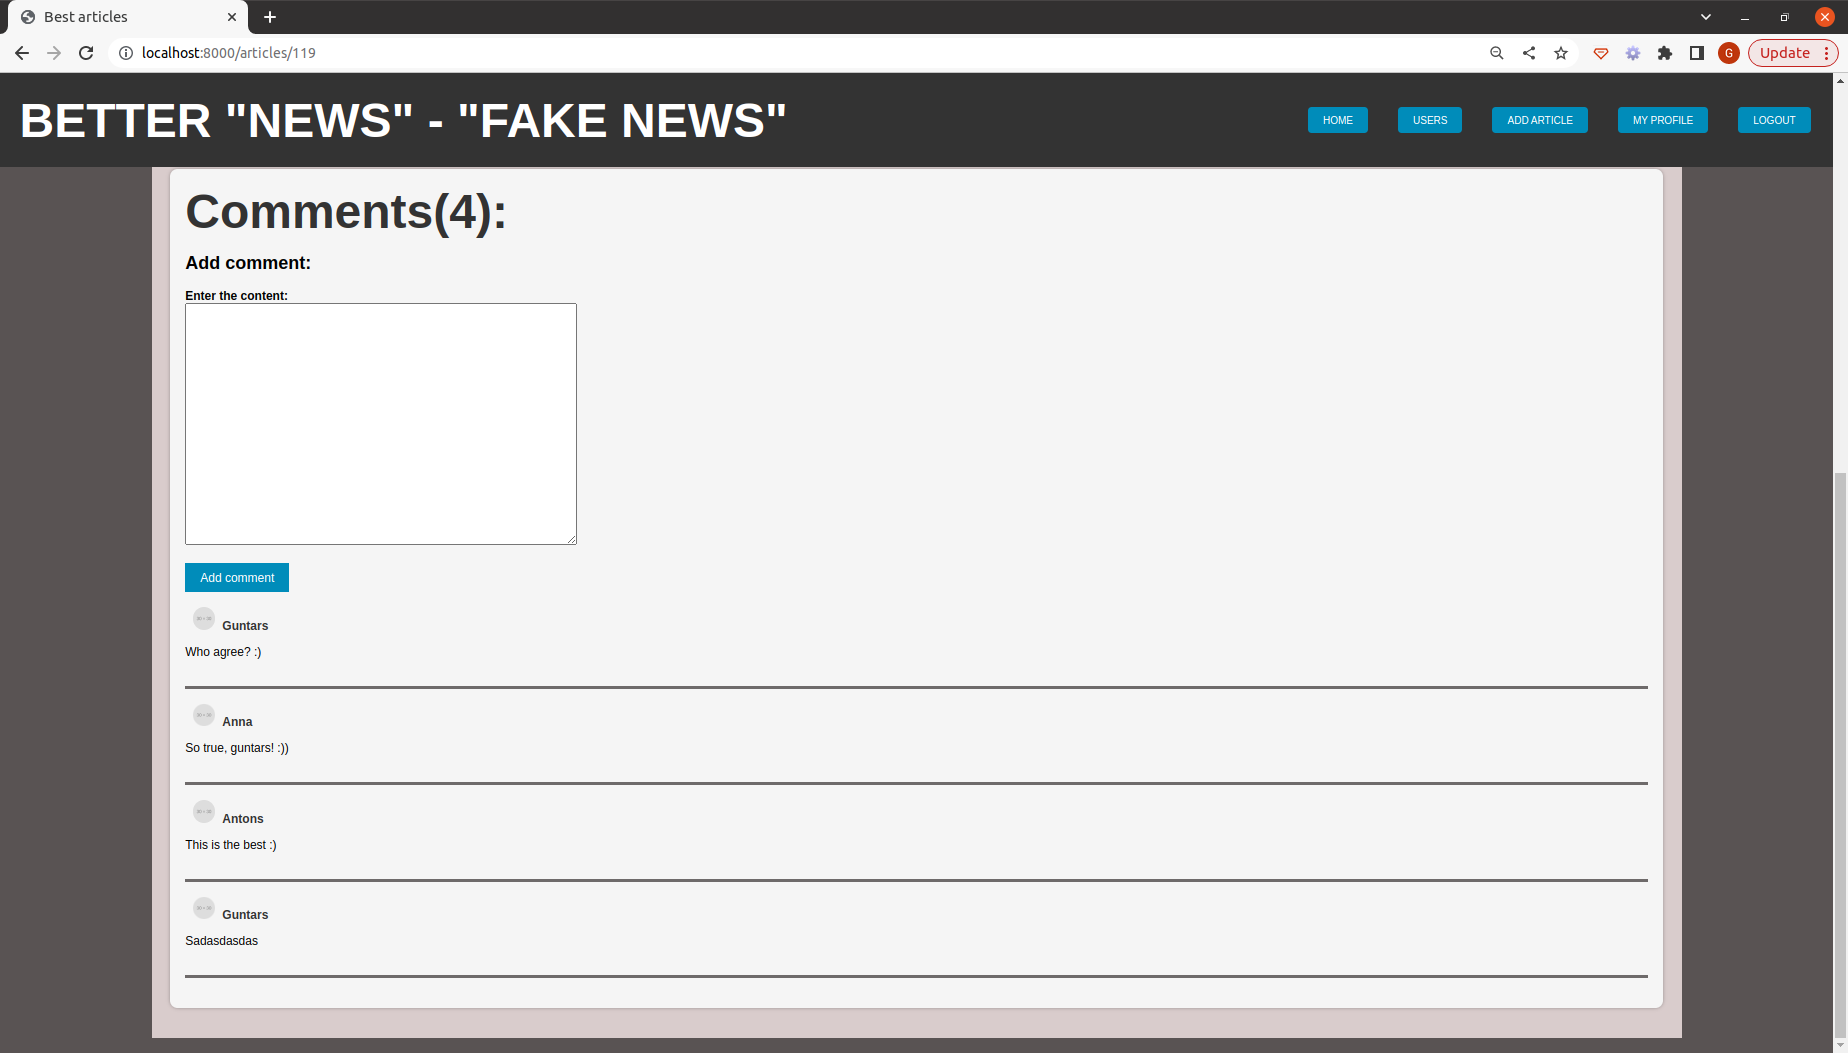 Best articles
localhost:8000/articles/119
G
Update
BETTER "NEWS" - "FAKE NEWS"
HOME
USERS
ADD ARTICLE
MY PROFILE
LOGOUT
Comments(4):
Add comment:
Enter the content:
Add comment
Guntars
Who agree? :)
Anna
So true, guntars! :))
Antons
This is the best :)
Guntars
Sadasdasdas